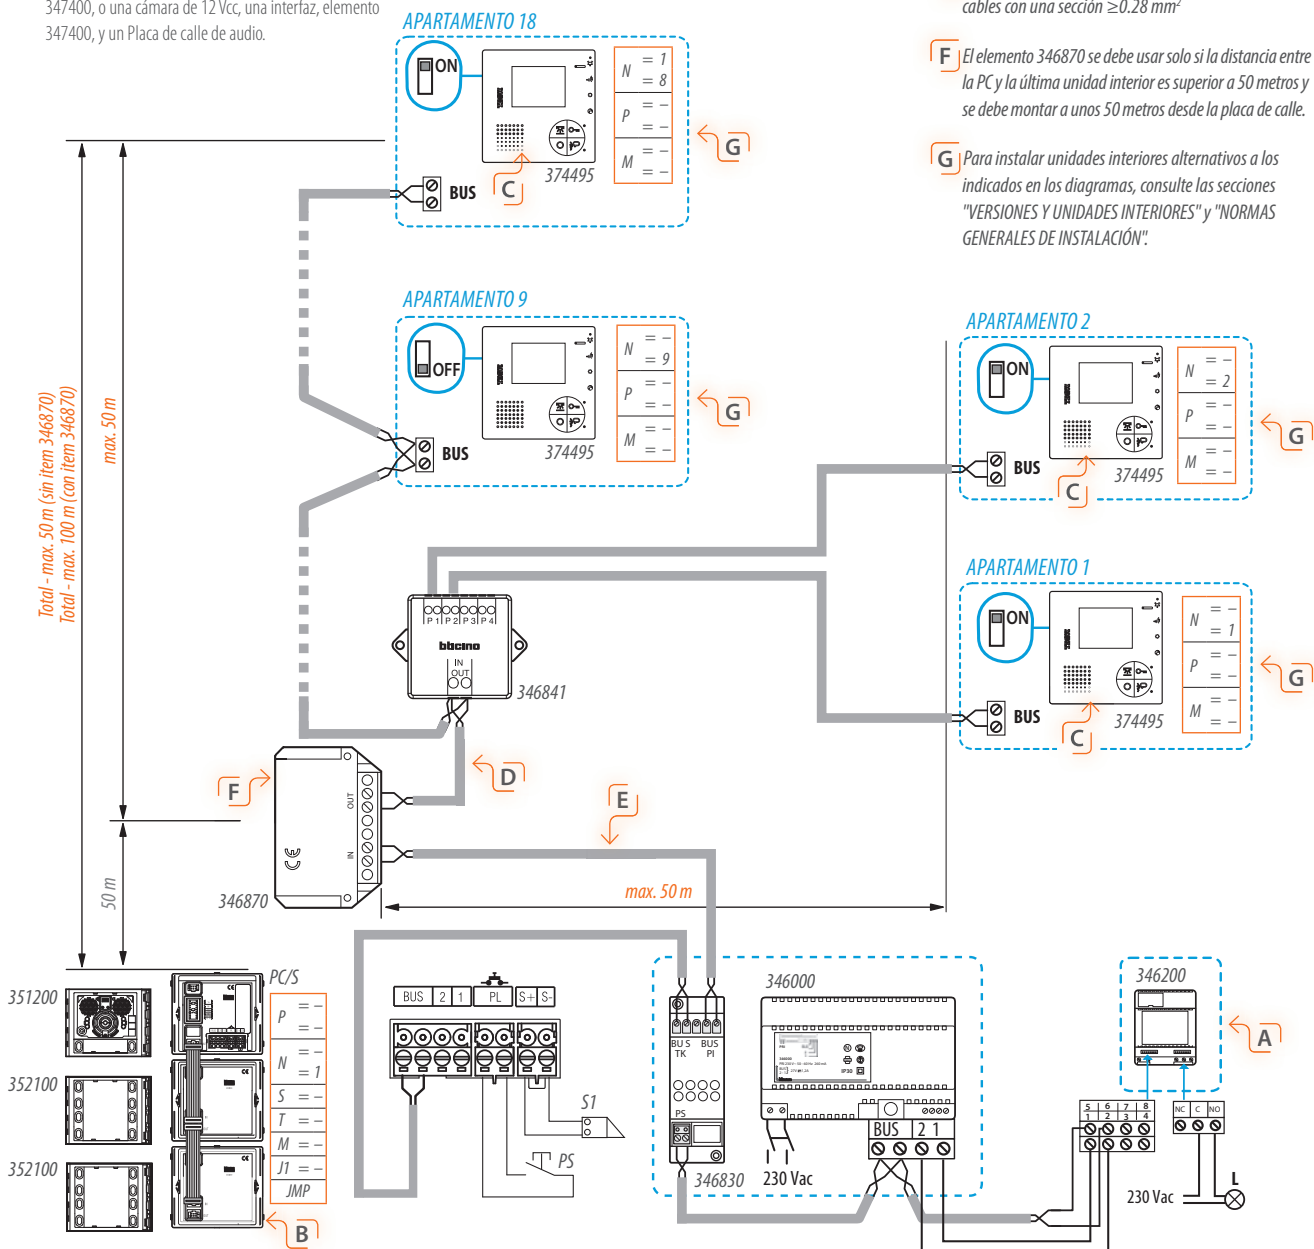 347400, o una cámara de 12 Vcc, una interfaz, elemento
347400, y un Placa de calle de audio.
cables con una sección ≥0.28 mm²
F El elemento 346870 se debe usar solo si la distancia entre
la PC y la última unidad interior es superior a 50 metros y
se debe montar a unos 50 metros desde la placa de calle.
G Para instalar unidades interiores alternativos a los
indicados en los diagramas, consulte las secciones
"VERSIONES Y UNIDADES INTERIORES" y "NORMAS
GENERALES DE INSTALACIÓN".
APARTAMENTO 18
ON
N = 1
= 8
P = –
= –
M = –
= –
G
C
374495
BUS
APARTAMENTO 9
OFF
N = –
= 9
P = –
= –
M = –
= –
G
374495
BUS
APARTAMENTO 2
ON
N = –
= 2
P = –
= –
M = –
= –
G
C
374495
BUS
APARTAMENTO 1
ON
N = –
= 1
P = –
= –
M = –
= –
G
C
374495
BUS
Total - max. 50 m (sin item 346870)
Total - max. 100 m (con item 346870)
max. 50 m
50 m
P 1 P 2 P 3 P 4
bticino
IN
OUT
346841
D
F
OUT
IN
CE
346870
E
max. 50 m
351200
352100
352100
PC/S
P = –
= –
N = –
= 1
S = –
T = –
M = –
J1 = –
JMP
B
BUS 2 1 PL S+ S-
S1
PS
BUS TK
BUS PI
PS
346830
346000
IP30
BUS 2 1
230 Vac
346200
A
5 6 7 8
1 2 3 4
NC C NO
230 Vac
L